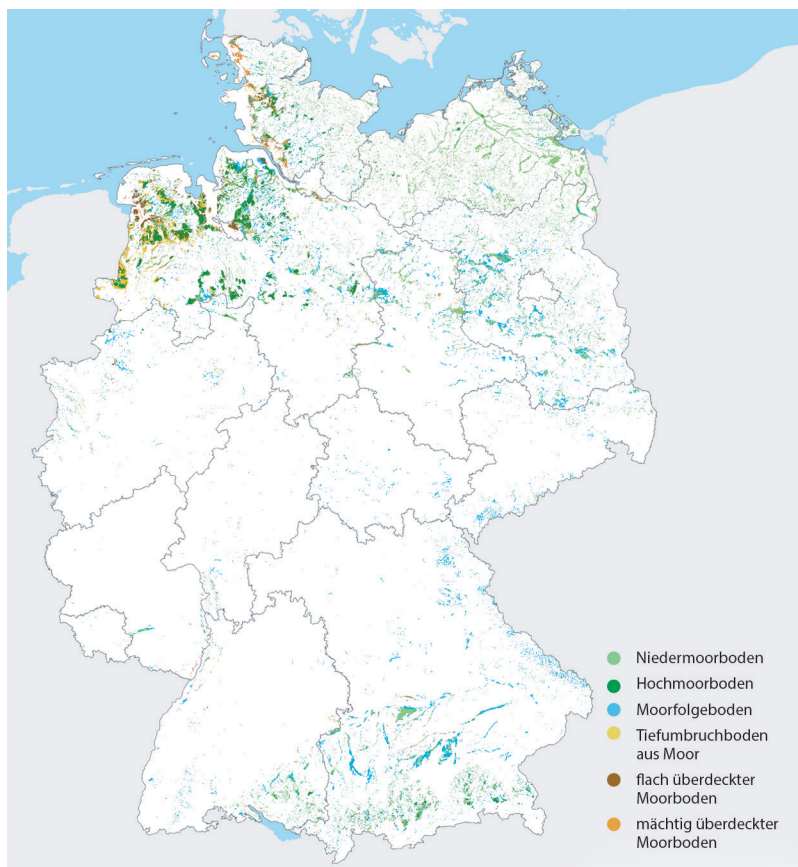 Niedermoorboden
Hochmoorboden
Moorfolgeboden
Tiefumbruchboden
aus Moor
flach überdeckter
Moorboden
mächtig überdeckter
Moorboden